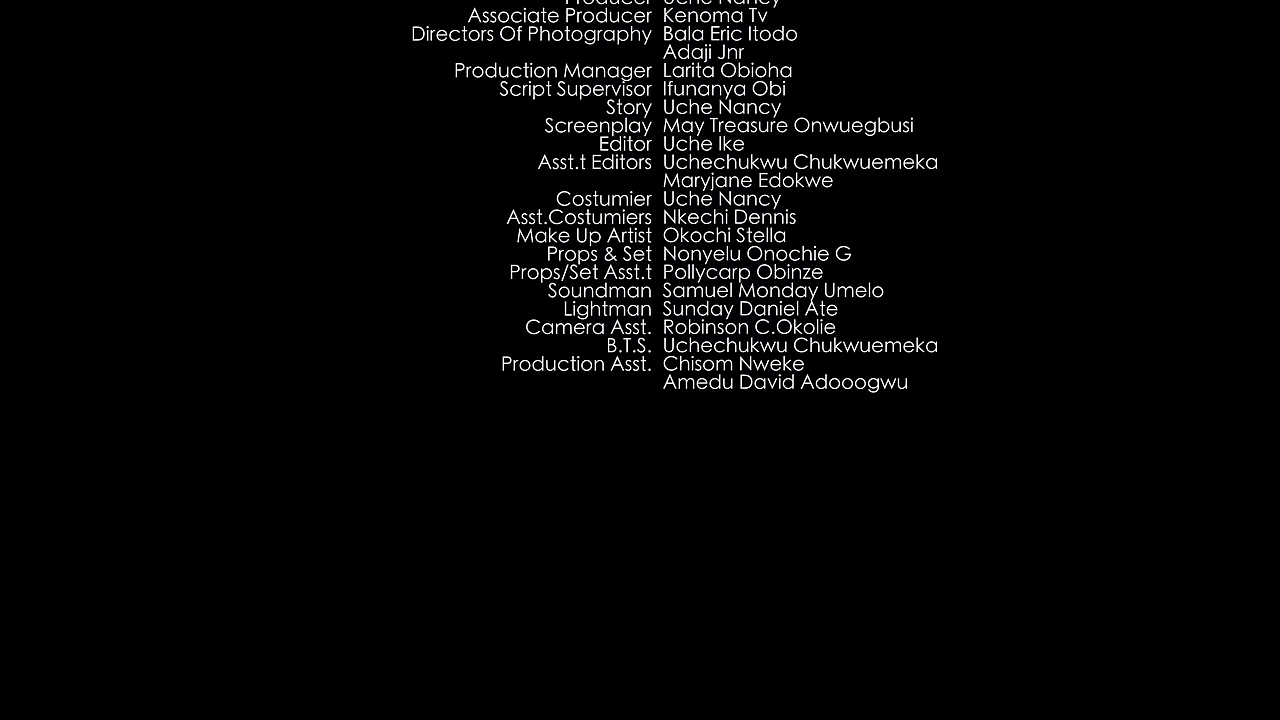 Producer Uche Nancy
Associate Producer Kenoma Tv
Directors Of Photography Bala Eric Itodo
Adaji Jnr
Production Manager Larita Obioha
Script Supervisor Ifunanya Obi
Story Uche Nancy
Screenplay May Treasure Onwuegbusi
Editor Uche Ike
Asst.t Editors Uchechukwu Chukwuemeka
Maryjane Edokwe
Costumier Uche Nancy
Asst.Costumiers Nkechi Dennis
Make Up Artist Okochi Stella
Props & Set Nonyelu Onochie G
Props/Set Asst.t Pollycarp Obinze
Soundman Samuel Monday Umelo
Lightman Sunday Daniel Ate
Camera Asst. Robinson C.Okolie
B.T.S. Uchechukwu Chukwuemeka
Production Asst. Chisom Nweke
Amedu David Adooogwu